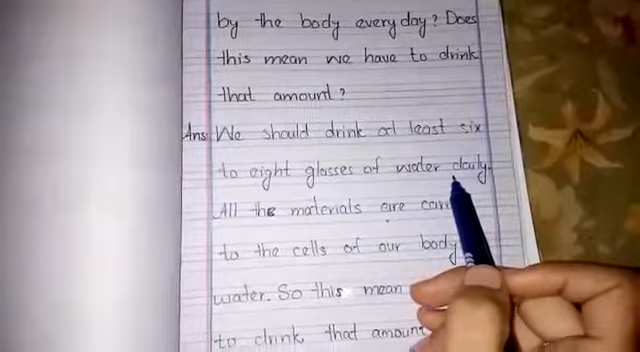 by the body everyday? Does
this mean we have to drink
that amount?
Ans We should drink at least six
to eight glasses of water daily.
All the materials are
to the cells of our body
water. So this mean
to drink that amount